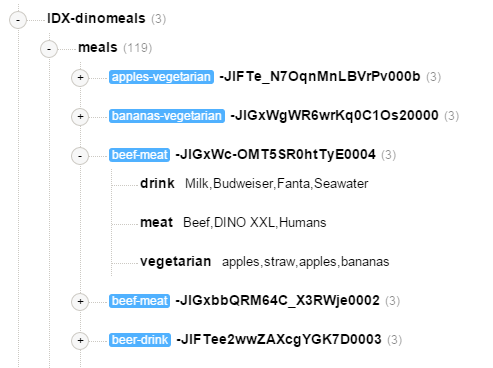 IDX-dinomeals (3)
meals (119)
apples-vegetarian -JIFTe_N7OqnMnLBVrPv000b (3)
bananas-vegetarian -JIGxWgWR6wrKq0C1Os20000 (3)
beef-meat -JIGxWc-OMT5SR0htTyE0004 (3)
drink Milk,Budweiser,Fanta,Seawater
meat Beef,DINO XXL,Humans
vegetarian apples,straw,apples,bananas
beef-meat -JIGxbbQRM64C_X3RWje0002 (3)
beer-drink -JIFTee2wwZAXcgYGK7D0003 (3)